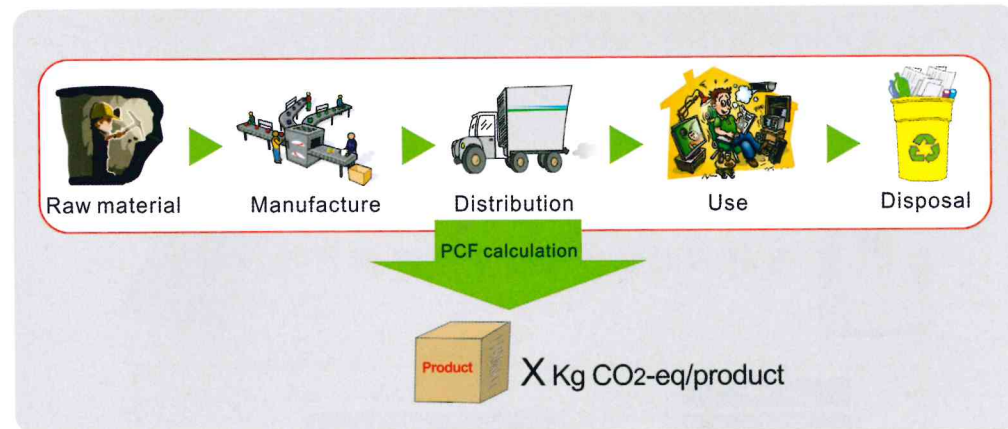 Raw material
Manufacture
Distribution
Use
Disposal
PCF calculation
Product
X Kg CO2-eq/product